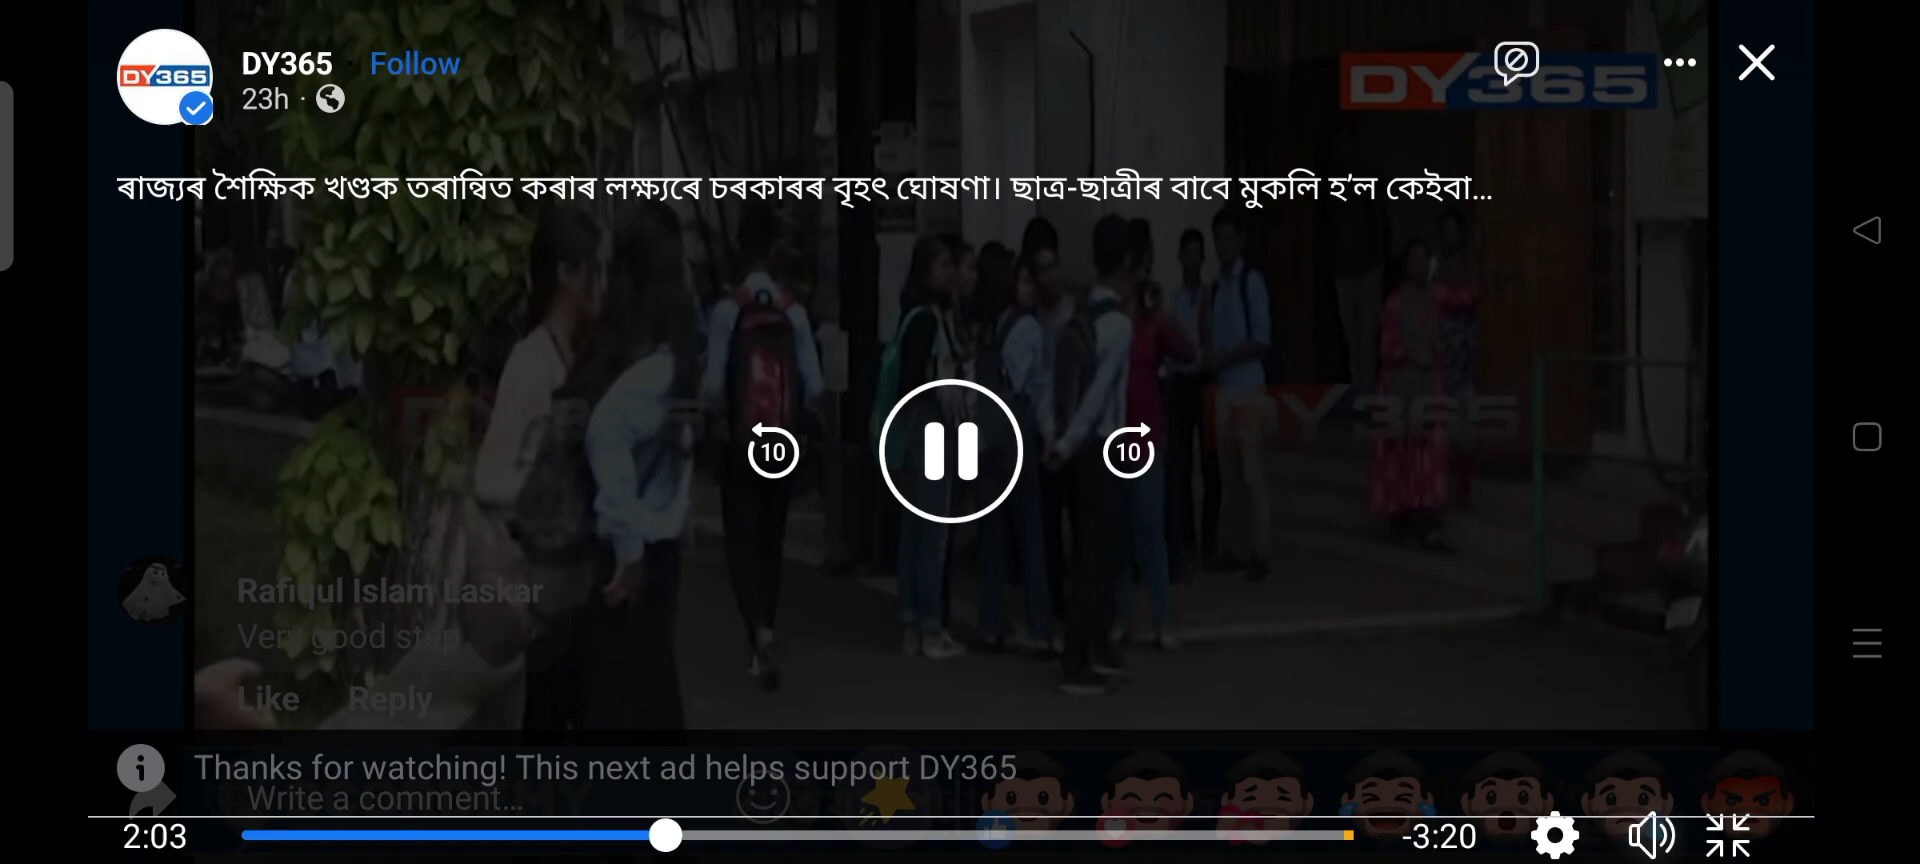 DY365
DY365 Follow
23h ·
DY365
ৰাজ্যৰ শৈক্ষিক খণ্ডক তৰান্বিত কৰাৰ লক্ষ্যৰে চৰকাৰৰ বৃহৎ ঘোষণা। ছাত্ৰ-ছাত্ৰীৰ বাবে মুকলি হ'ল কেইবা...
DY365
DY365
10
10
Rafiqul Islam Laskar
Very good step
Like Reply
Thanks for watching! This next ad helps support DY365
Write a comment...
2:03
-3:20